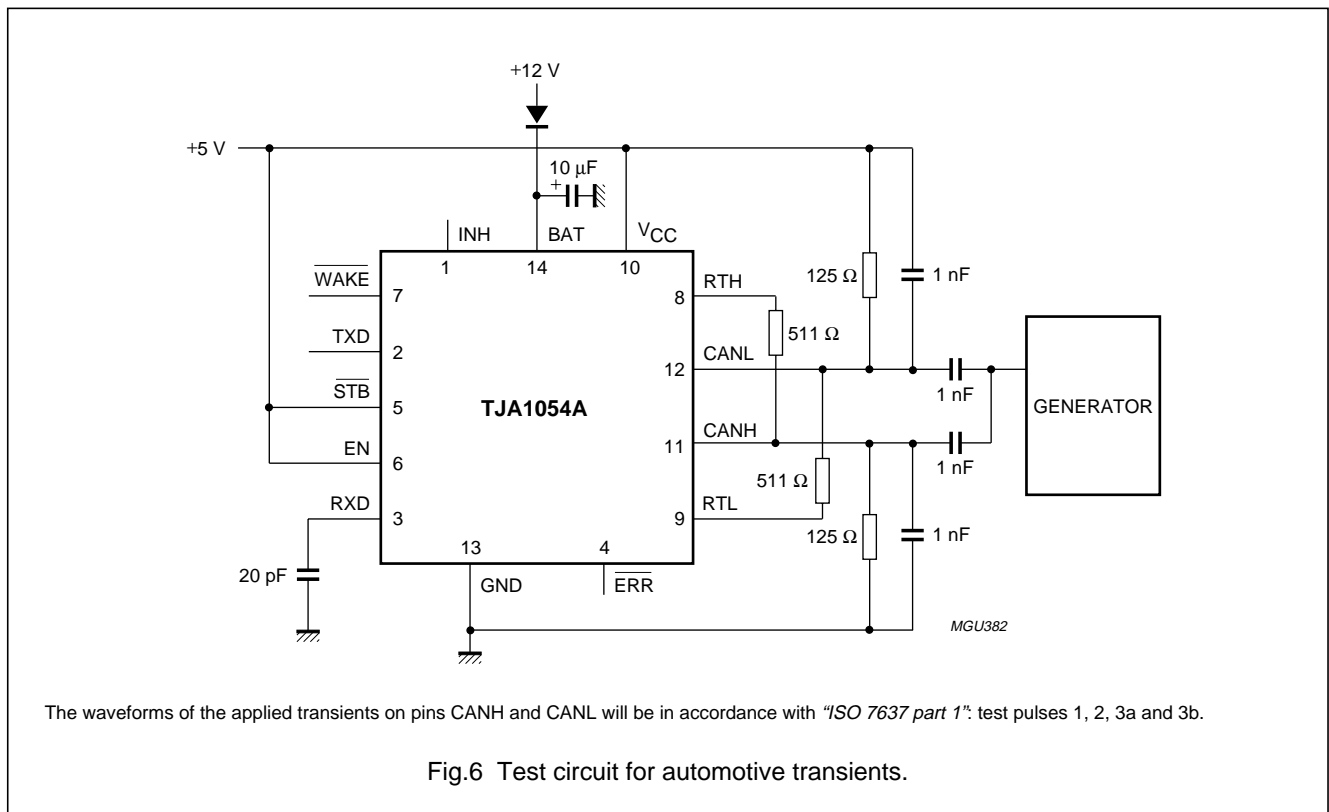 +12 V
+5 V
10 µF
+
INH
BAT
VCC
1
14
10
WAKE
7
TXD
2
STB
5
EN
6
RXD
3
TJA1054A
RTH
8
CANL
12
CANH
11
RTL
9
13
GND
4
ERR
20 pF
511 Ω
511 Ω
125 Ω
1 nF
1 nF
1 nF
125 Ω
1 nF
GENERATOR
MGU382
The waveforms of the applied transients on pins CANH and CANL will be in accordance with "ISO 7637 part 1": test pulses 1, 2, 3a and 3b.
Fig.6 Test circuit for automotive transients.